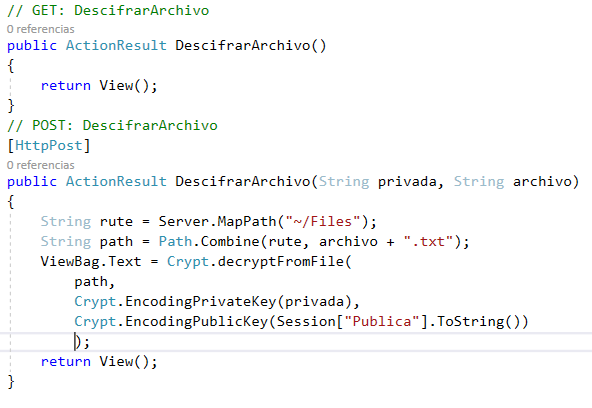 // GET: DescifrarArchivo
0 referencias
public ActionResult DescifrarArchivo()
{
    return View();
}
// POST: DescifrarArchivo
[HttpPost]
0 referencias
public ActionResult DescifrarArchivo(String privada, String archivo)
{
    String rute = Server.MapPath("~/Files");
    String path = Path.Combine(rute, archivo + ".txt");
    ViewBag.Text = Crypt.decryptFromFile(
        path,
        Crypt.EncodingPrivateKey(privada),
        Crypt.EncodingPublicKey(Session["Publica"].ToString())
        );
    return View();
}